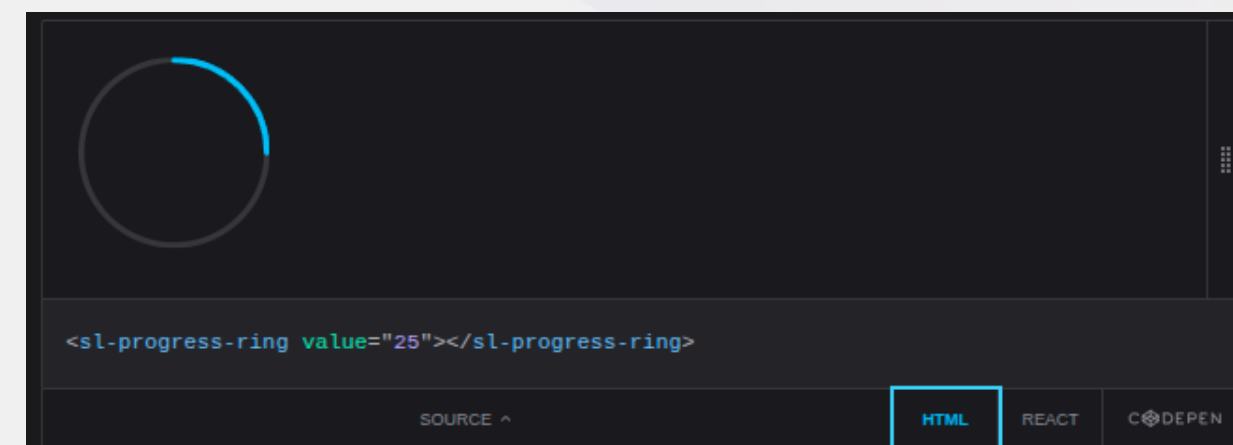 <sl-progress-ring value="25"></sl-progress-ring>
SOURCE HTML REACT CODEPEN